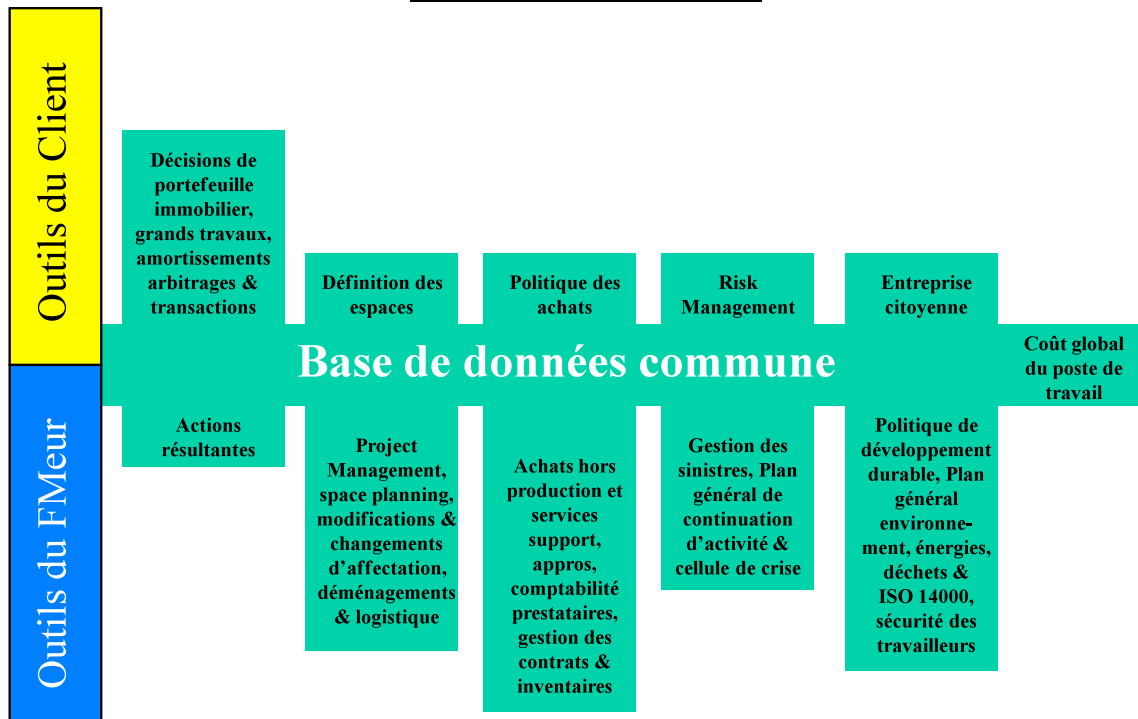 Outils du Client
Outils du FMeur
Décisions de
portefeuille
immobilier,
grands travaux,
amortissements
arbitrages &
transactions
Définition des
espaces
Politique des
achats
Risk
Management
Entreprise
citoyenne
Base de données commune
Coût global
du poste de
travail
Actions
résultantes
Project
Management,
space planning,
modifications &
changements
d’affectation,
déménagements
& logistique
Achats hors
production et
services
support,
appros,
comptabilité
prestataires,
gestion des
contrats &
inventaires
Gestion des
sinistres, Plan
général de
continuation
d’activité &
cellule de crise
Politique de
développement
durable, Plan
général
environne-
ment, énergies,
déchets &
ISO 14000,
sécurité des
travailleurs